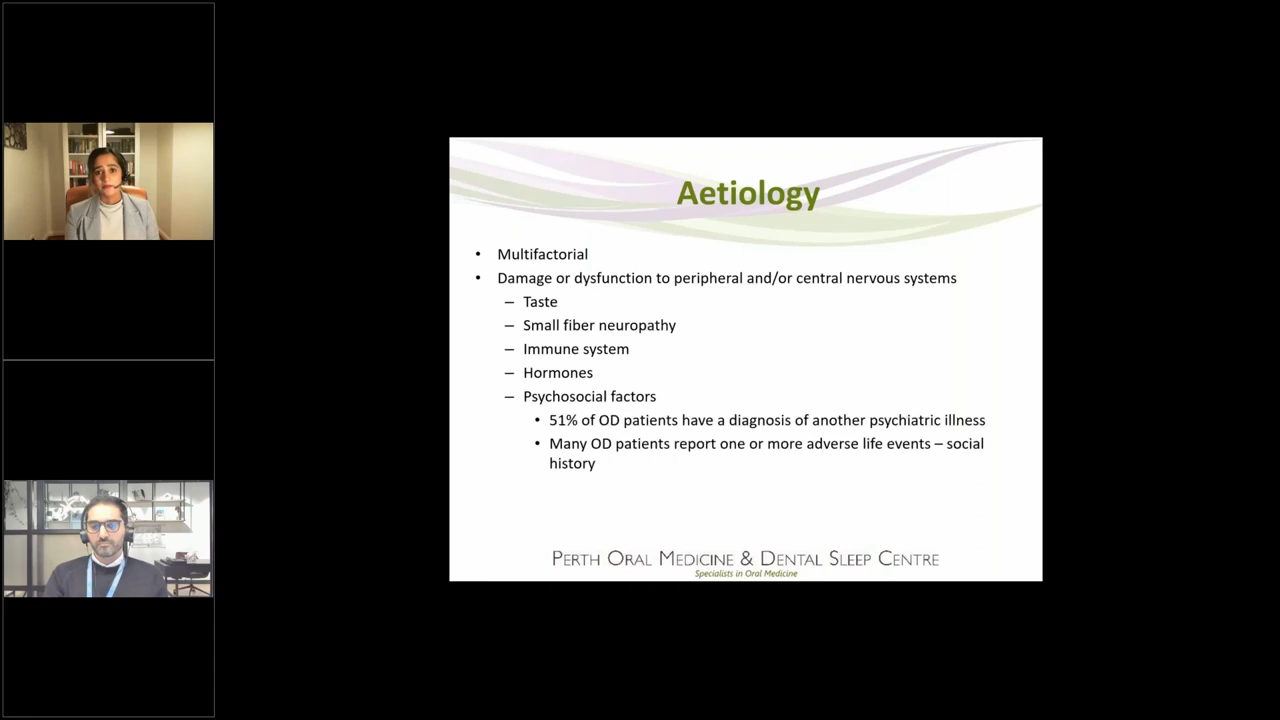 Aetiology
• Multifactorial
• Damage or dysfunction to peripheral and/or central nervous systems
– Taste
– Small fiber neuropathy
– Immune system
– Hormones
– Psychosocial factors
• 51% of OD patients have a diagnosis of another psychiatric illness
• Many OD patients report one or more adverse life events – social
history
PERTH ORAL MEDICINE & DENTAL SLEEP CENTRE
Specialists in Oral Medicine